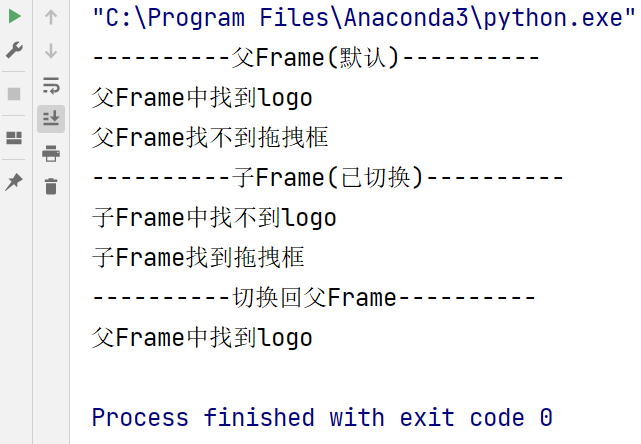 "C:\Program Files\Anaconda3\python.exe"
----------父Frame(默认)----------
父Frame中找到logo
父Frame找不到拖拽框
----------子Frame(已切换)----------
子Frame中找不到logo
子Frame找到拖拽框
----------切换回父Frame----------
父Frame中找到logo
Process finished with exit code 0